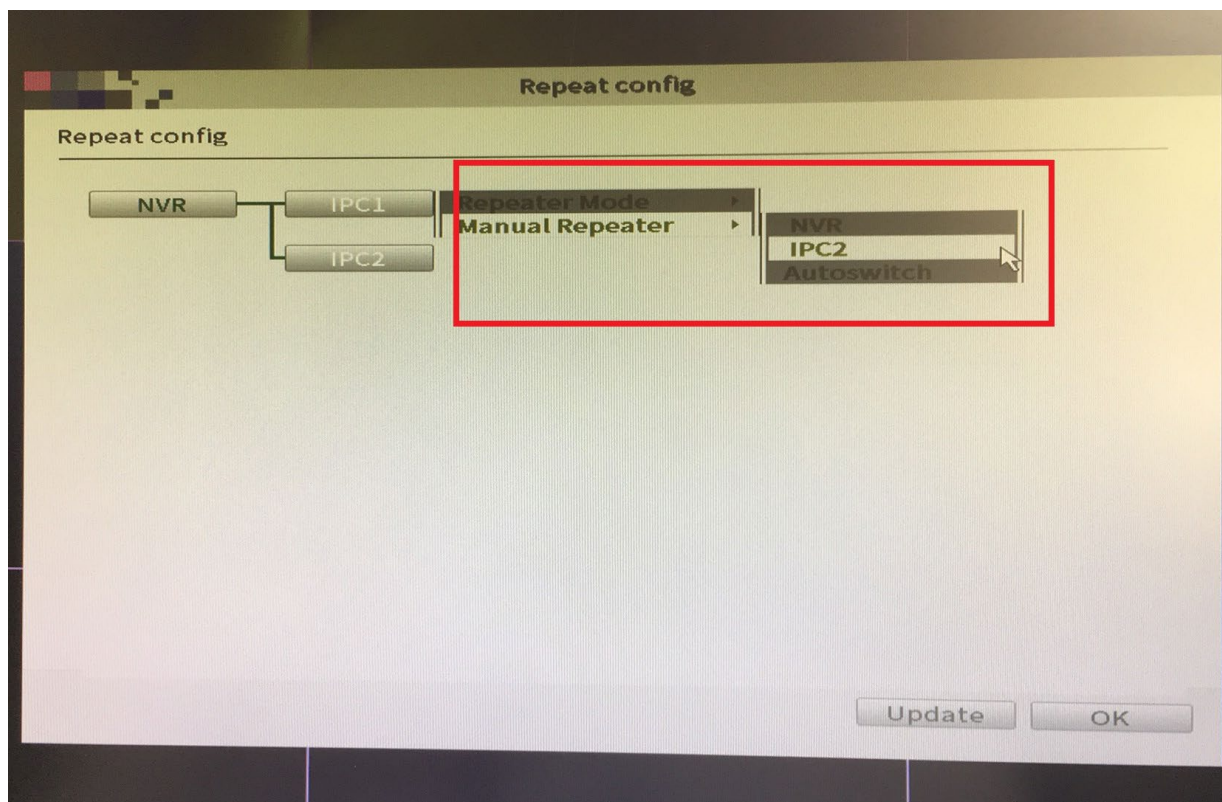 Repeat config
Repeat config
NVR
IPC1
Repeater Mode
Manual Repeater
NVR
IPC2
IPC2
Autoswitch
Update
OK